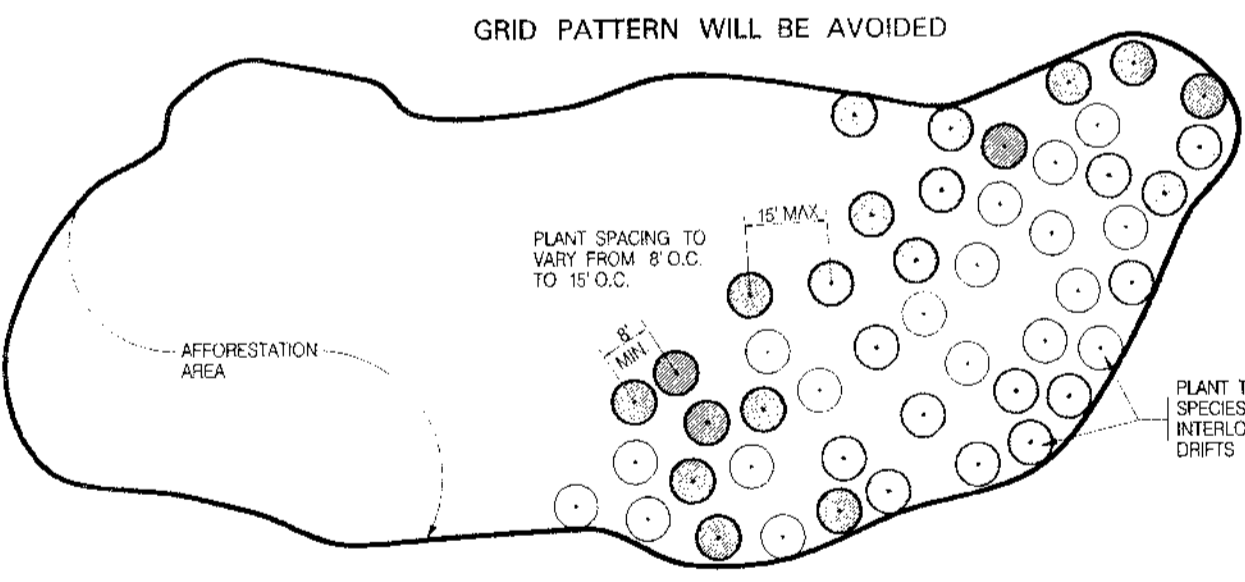 GRID PATTERN WILL BE AVOIDED
15' MAX.
PLANT SPACING TO
VARY FROM 8' O.C.
TO 15' O.C.
8'
MIN.
AFFORESTATION
AREA
PLANT
SPECIES
DRIFTS